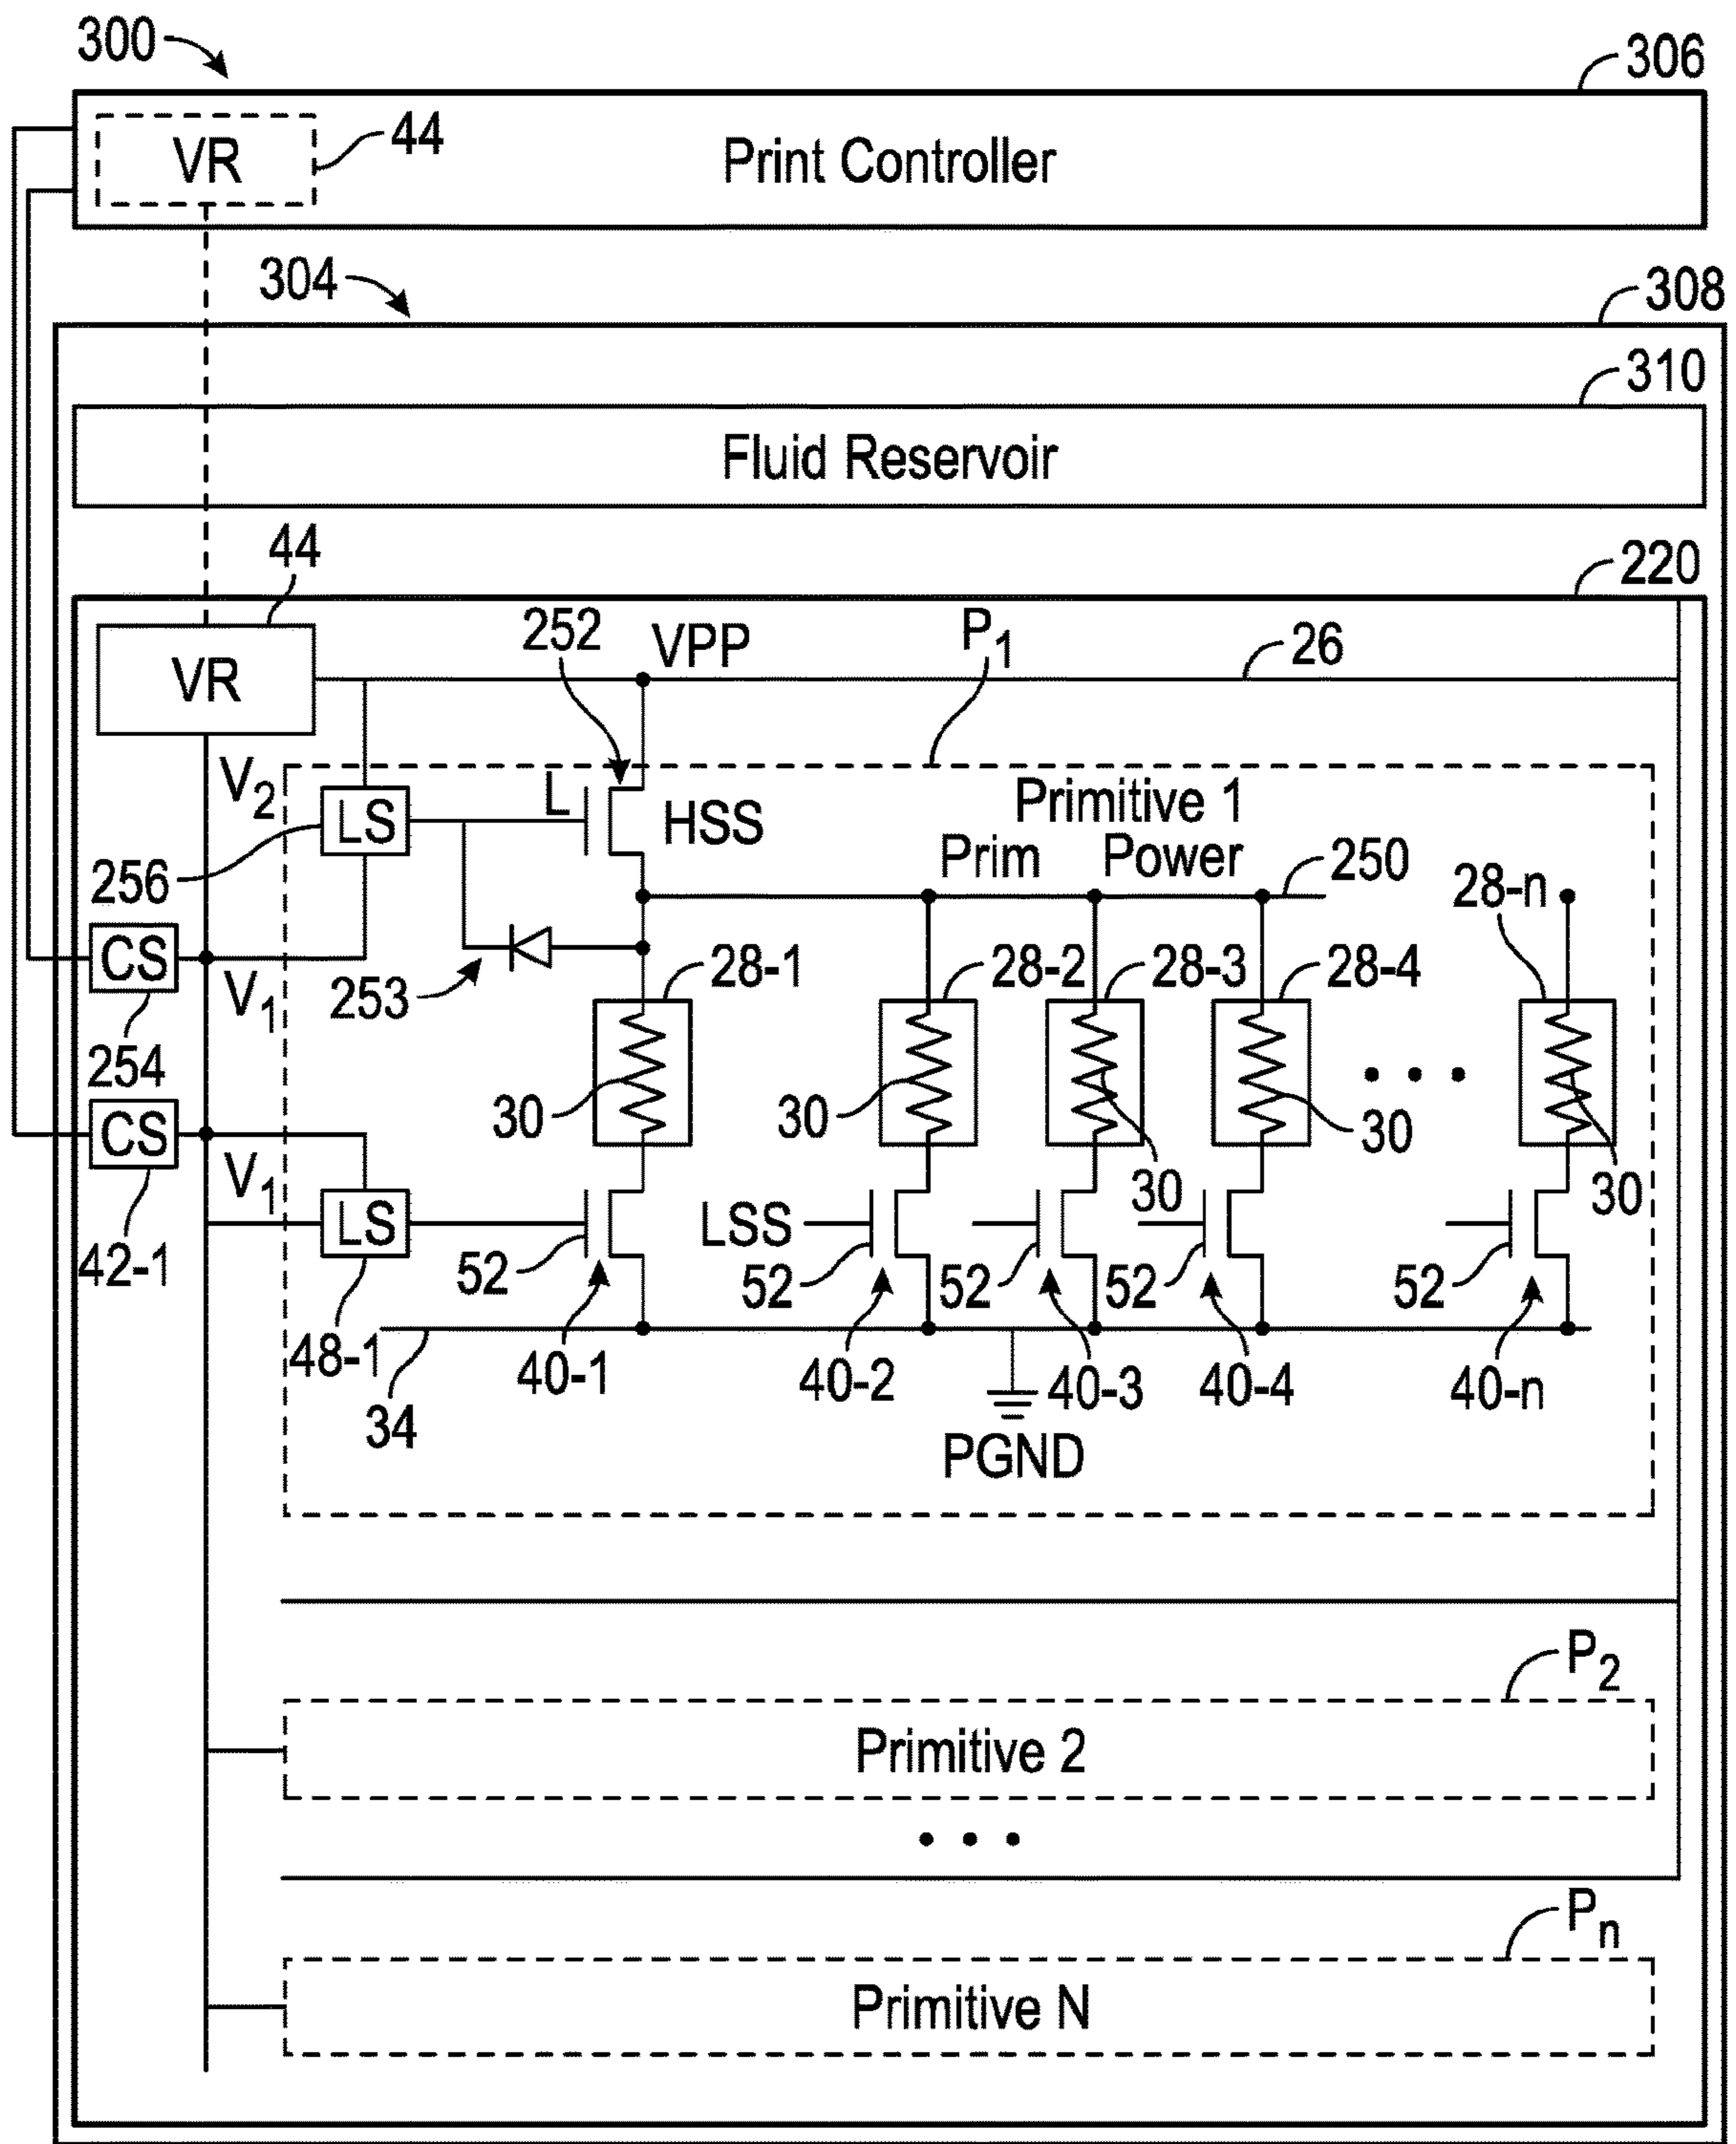 300
306
VR
44
Print Controller
304
308
310
Fluid Reservoir
44
220
252
VPP
P1
26
VR
V2
LS
L
HSS
Primitive 1
Prim Power
250
28-n
256
CS
V1
253
28-1
28-2
28-3
28-4
254
30
30
30
30
30
CS
V1
LS
LSS
42-1
52
52
52
52
52
48-1
40-1
40-2
40-3
40-4
40-n
34
PGND
P2
Primitive 2
Pn
Primitive N